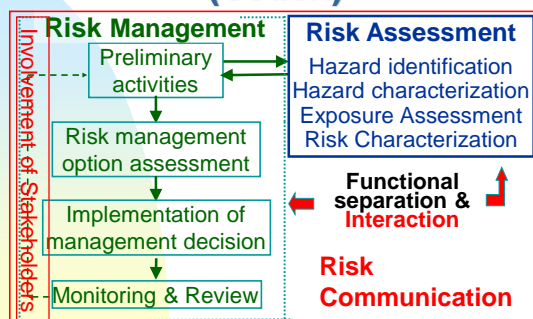 Risk Management
Preliminary
activities
Risk management
option assessment
Implementation of
management decision
Monitoring & Review
Involvement of Stakeholders
Risk Assessment
Hazard identification
Hazard characterization
Exposure Assessment
Risk Characterization
Functional
separation &
Interaction
Risk
Communication